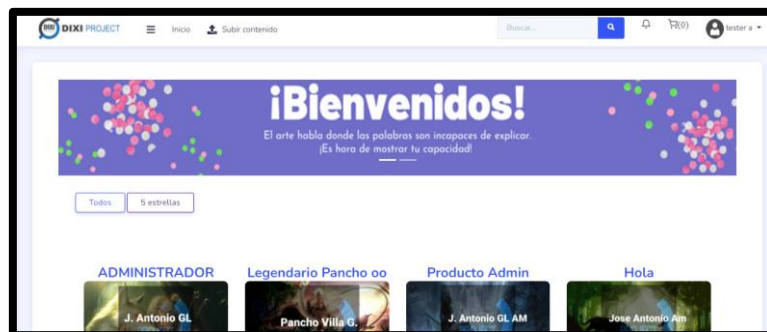 DIXI DIXI PROJECT
Inicio
Subir contenido
Buscar...
(0)
tester a
¡Bienvenidos!
El arte habla donde las palabras son incapaces de explicar.
¡Es hora de mostrar tu capacidad!
Todos
5 estrellas
ADMINISTRADOR
Legendario Pancho oo
Producto Admin
Hola
J. Antonio GL
Pancho Villa G.
J. Antonio GL AM
Jose Antonio Am